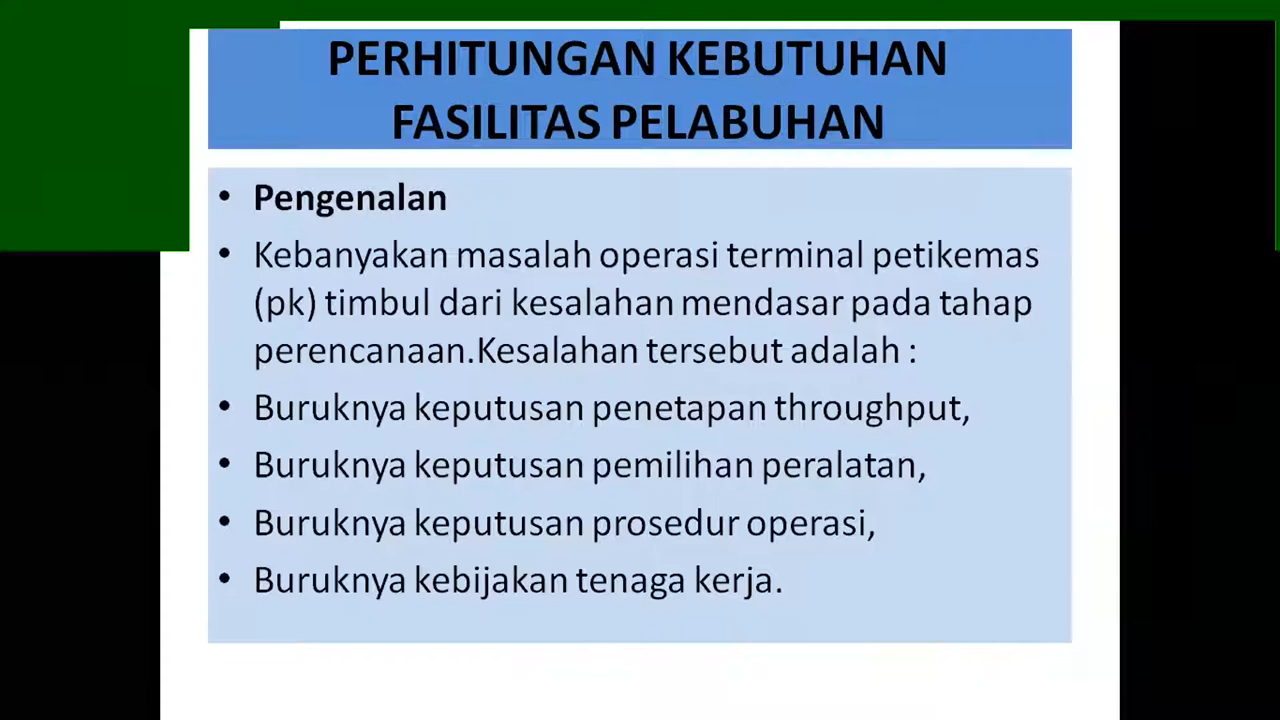 PERHITUNGAN KEBUTUHAN
FASILITAS PELABUHAN
• Pengenalan
• Kebanyakan masalah operasi terminal petikemas
(pk) timbul dari kesalahan mendasar pada tahap
perencanaan.Kesalahan tersebut adalah :
• Buruknya keputusan penetapan throughput,
• Buruknya keputusan pemilihan peralatan,
• Buruknya keputusan prosedur operasi,
• Buruknya kebijakan tenaga kerja.